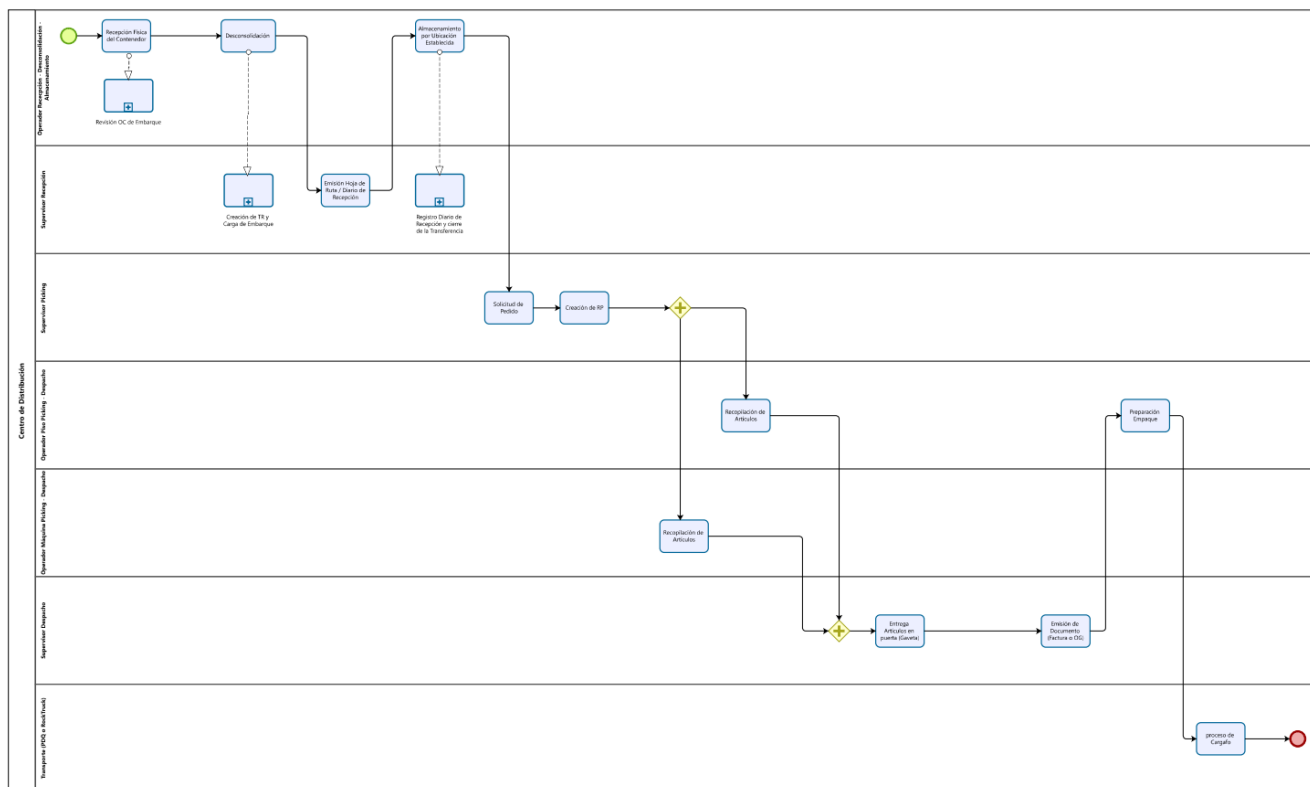 Centro de Distribución
Operador Recepción - Desconsolidación -
Almacenamiento
Recepción Física
del Contenedor
Desconsolidación
Almacenamiento
por Ubicación
Establecida
Revisión OC de Embarque
Supervisor Recepción
Emisión Hoja de
Ruta / Diario de
Recepción
Creación de TR y
Carga de Embarque
Registro Diario de
Recepción y cierre
de la Transferencia
Supervisor Picking
Solicitud de
Pedido
Creación de RP
Operador Piso Picking - Despacho
Recopilación de
Artículos
Preparación
Empaque
Operador Máquina Picking - Despacho
Recopilación de
Artículos
Supervisor Despacho
Entrega
Artículos en
puerta (Gaveta)
Emisión de
Documento
(Factura o OG)
Transporte (PDQ o RockTruck)
proceso de
Cargafo